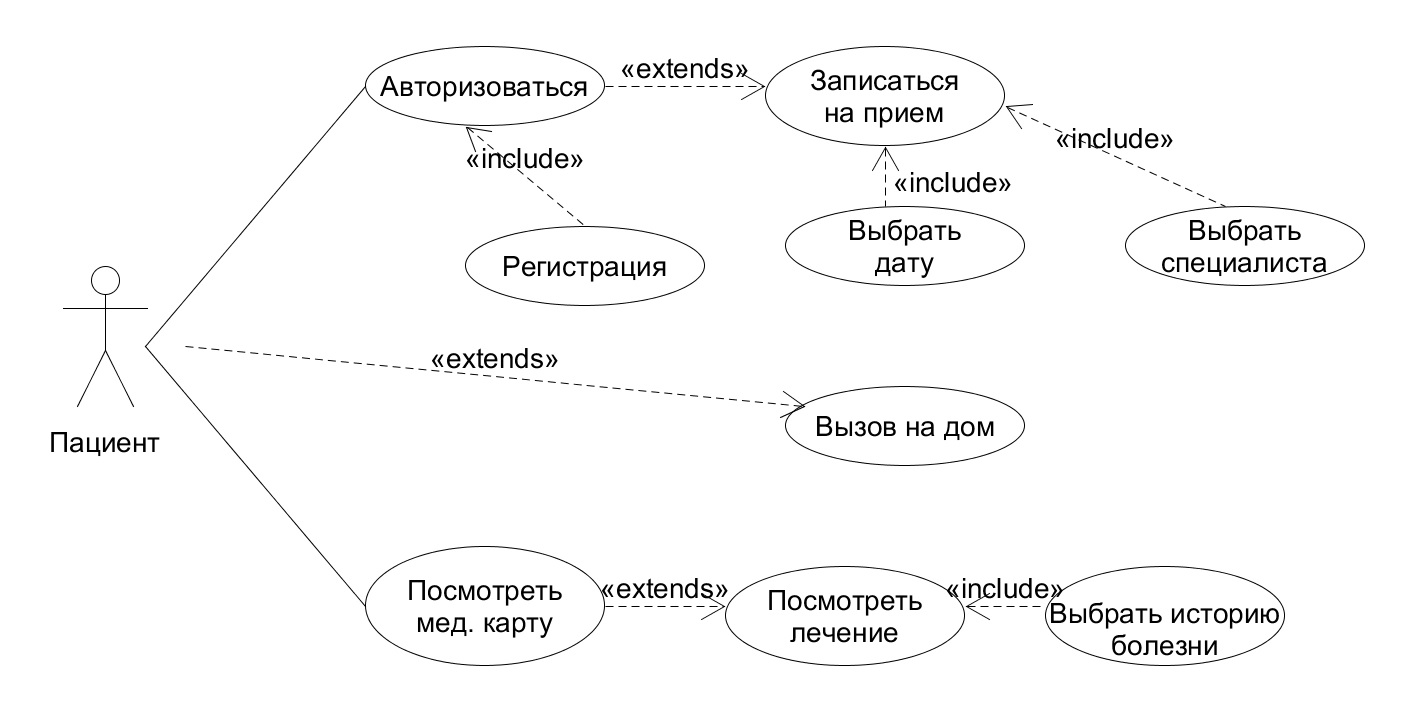 Авторизоваться
«extends»
Записаться
на прием
«include»
«include»
«include»
Регистрация
Выбрать
дату
Выбрать
специалиста
Пациент
«extends»
Вызов на дом
Посмотреть
мед. карту
«extends»
Посмотреть
лечение
«include»
Выбрать историю
болезни